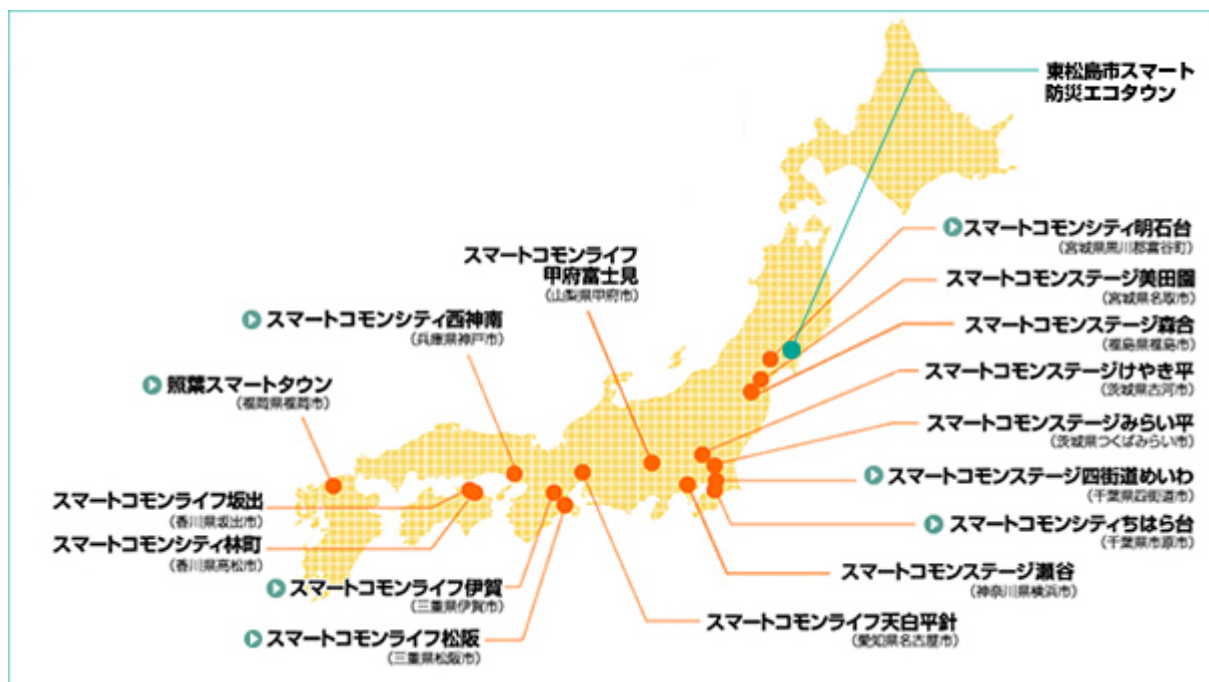 東松島市スマート
防災エコタウン
スマートコモンシティ明石台
(宮城県黒川郡富谷町)
スマートコモンステージ美田園
(宮城県名取市)
スマートコモンステージ森合
(福島県福島市)
スマートコモンステージけやき平
(茨城県古河市)
スマートコモンステージみらい平
(茨城県つくばみらい市)
スマートコモンステージ四街道めいわ
(千葉県四街道市)
スマートコモンシティちはら台
(千葉県市原市)
スマートコモンステージ瀬谷
(神奈川県横浜市)
スマートコモンライフ天白平針
(愛知県名古屋市)
スマートコモンライフ
甲府富士見
(山梨県甲府市)
スマートコモンシティ西神南
(兵庫県神戸市)
照葉スマートタウン
(福岡県福岡市)
スマートコモンライフ坂出
(香川県坂出市)
スマートコモンシティ林町
(香川県高松市)
スマートコモンライフ伊賀
(三重県伊賀市)
スマートコモンライフ松阪
(三重県松阪市)